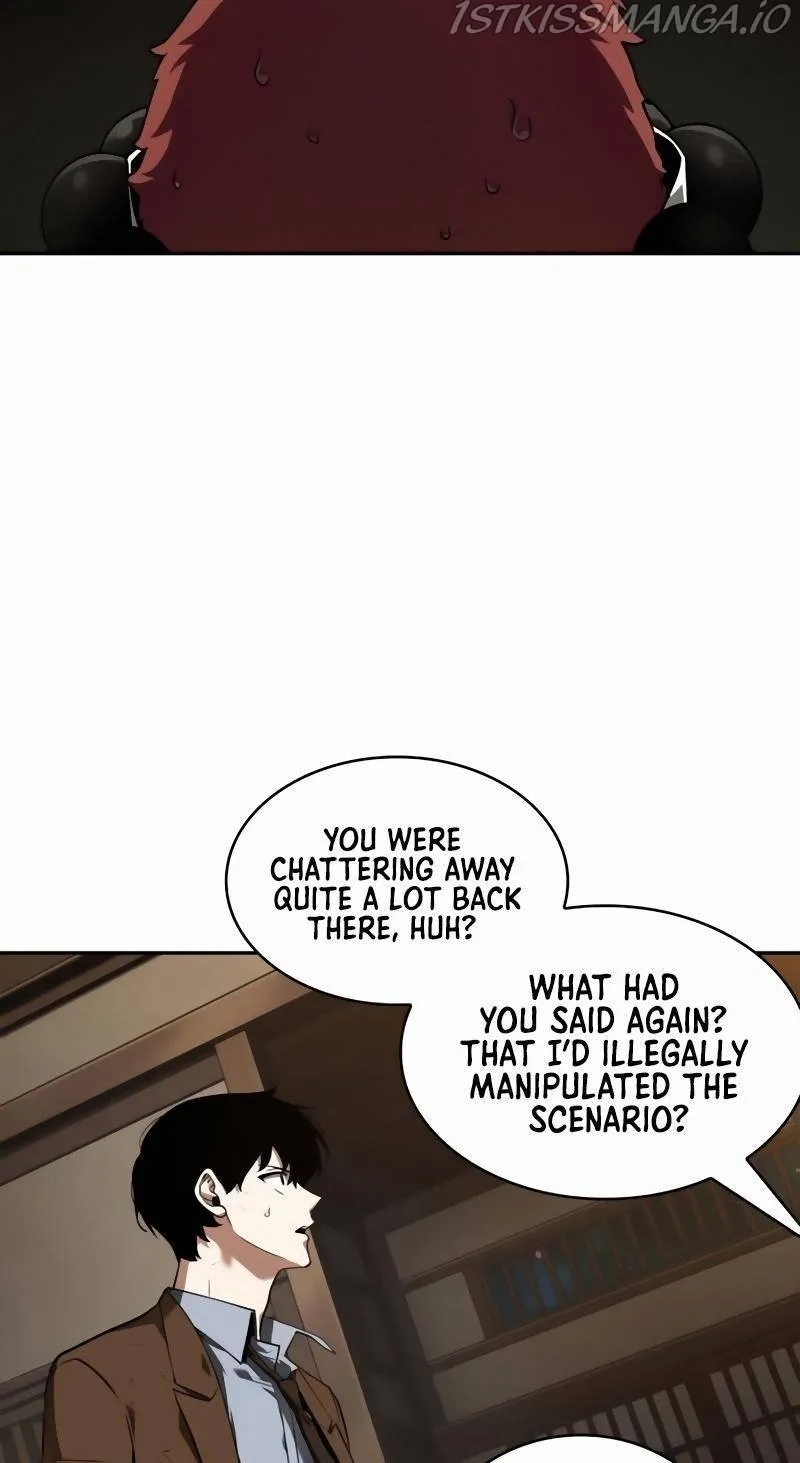 1STKISSMANGA.IO
YOU WERE
CHATTERING AWAY
QUITE A LOT BACK
THERE, HUH?
WHAT HAD
YOU SAID AGAIN?
THAT I'D ILLEGALLY
MANIPULATED THE
SCENARIO?